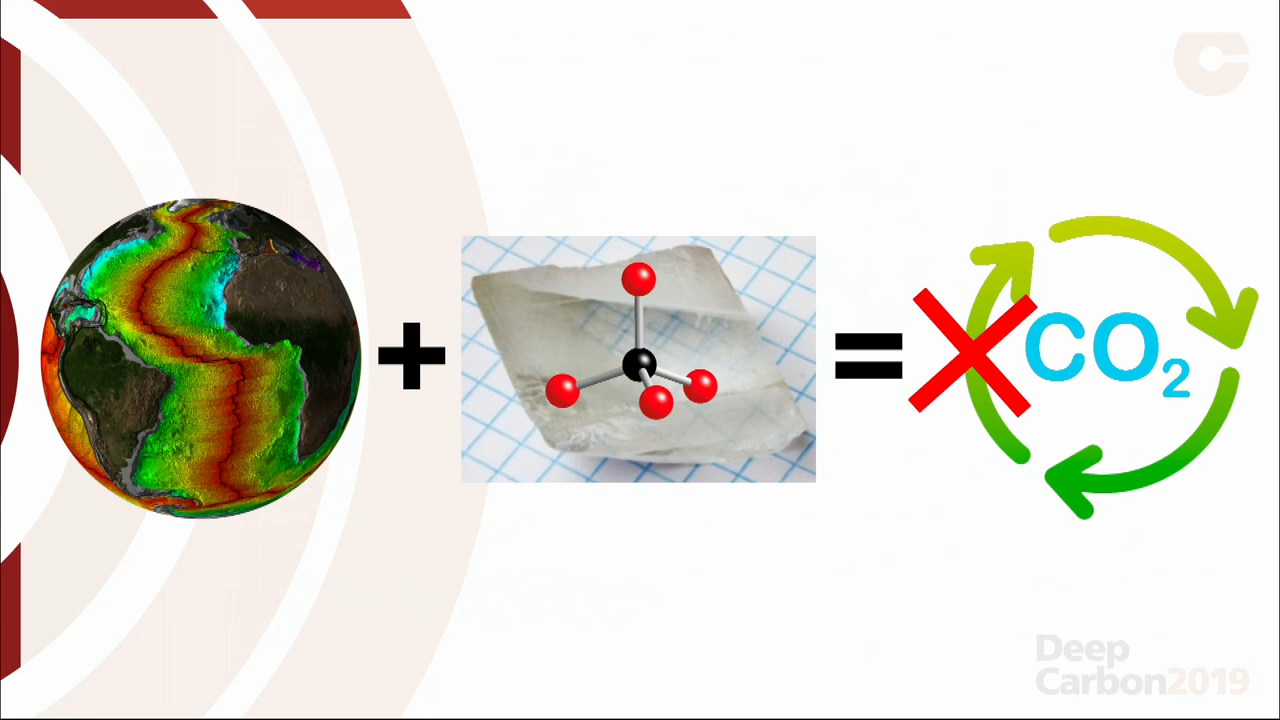 +
=
CO₂
Deep
Carbon2019